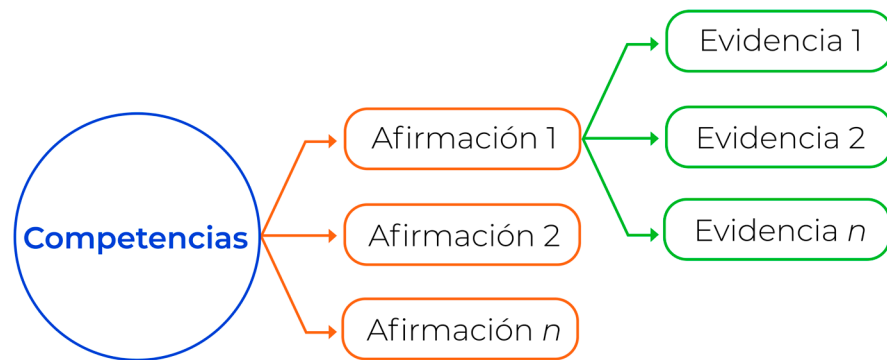 Competencias
Afirmación 1
Afirmación 2
Afirmación n
Evidencia 1
Evidencia 2
Evidencia n